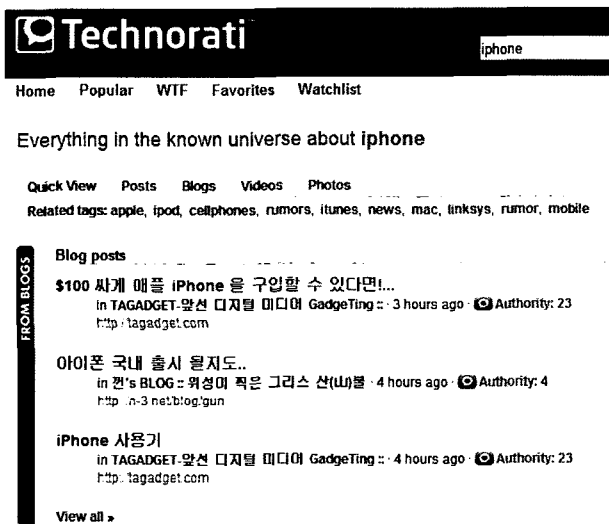 Technorati
iphone
Home Popular WTF Favorites Watchlist
Everything in the known universe about iphone
Quick View Posts Blogs Videos Photos
Related tags: apple, ipod, cellphones, rumors, itunes, news, mac, linksys, rumor, mobile
FROM BLOGS
Blog posts
$100 싸게 애플 iPhone 을 구입할 수 있다면!...
in TAGADGET-앞선 디지털 미디어 GadgeTing :: · 3 hours ago · Authority: 23
http://tagadget.com
아이폰 국내 출시 될지도..
in 껀's BLOG :: 위성이 찍은 그리스 산(山)불 · 4 hours ago · Authority: 4
n-3.net/blog/gun
iPhone 사용기
in TAGADGET-앞선 디지털 미디어 GadgeTing :: · 4 hours ago · Authority: 23
http://tagadget.com
View all »